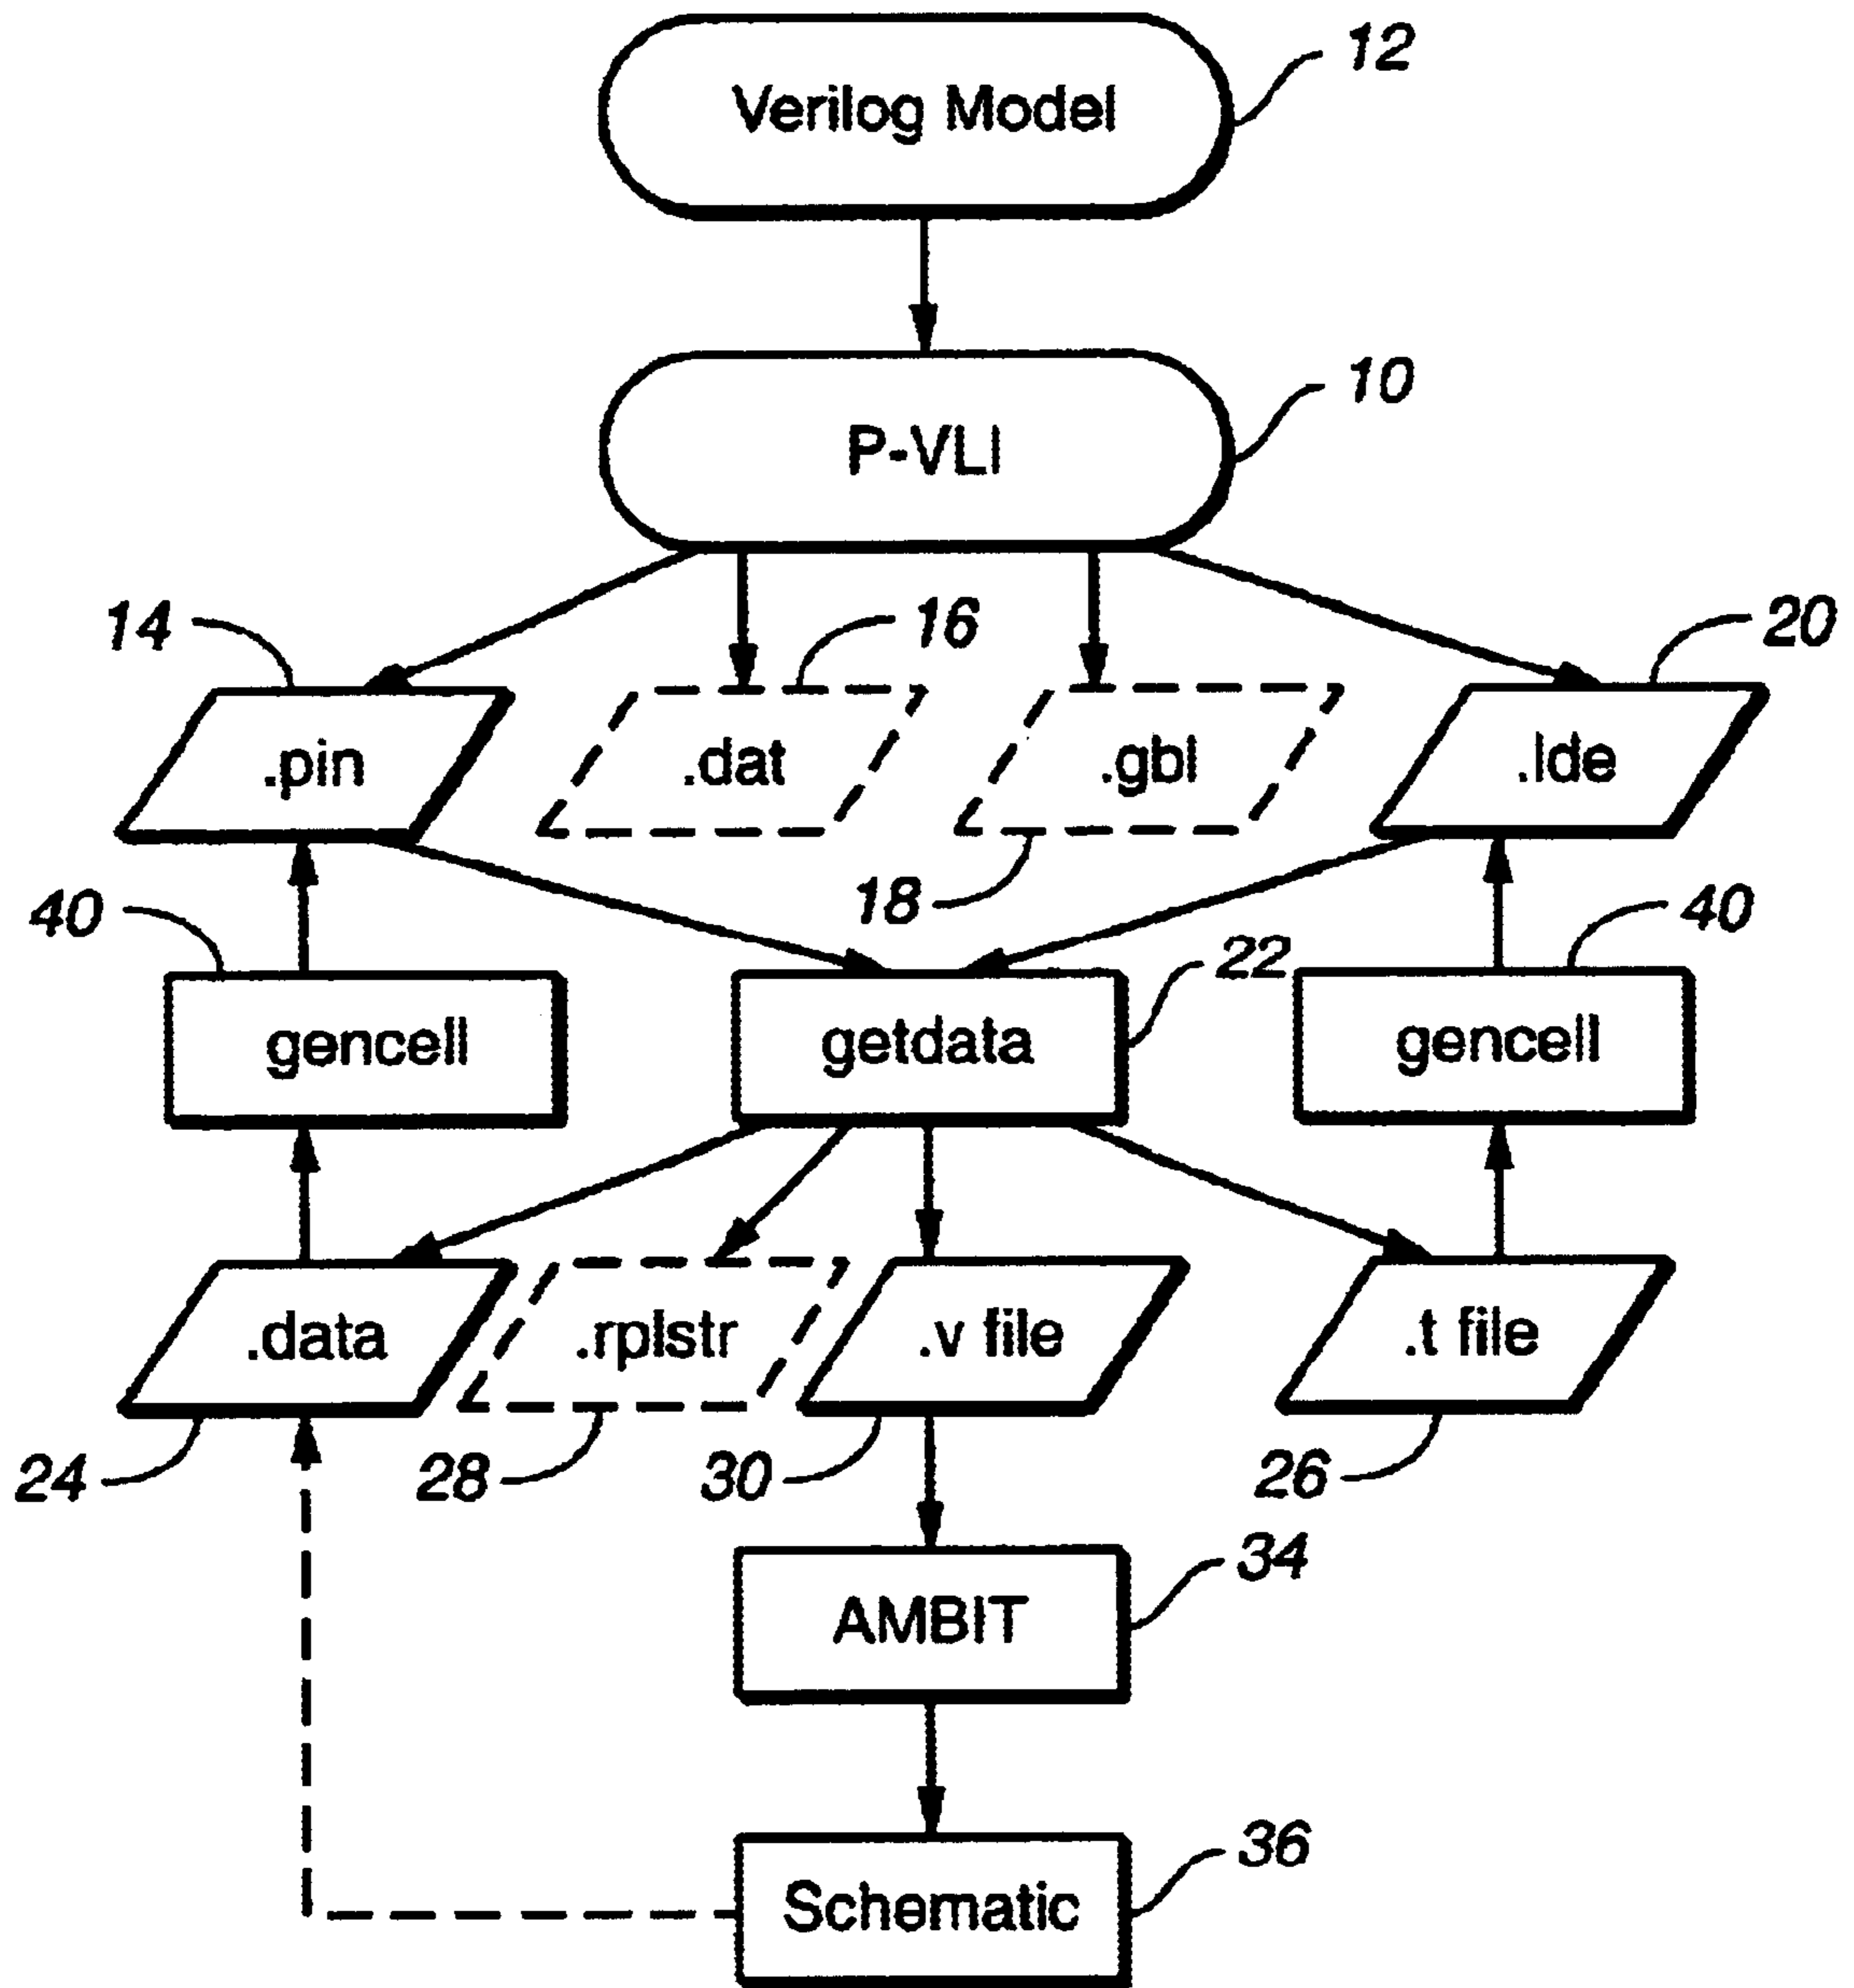 Verilog Model
12
P-VLI
10
14
16
20
.pin
.dat
.gbl
.lde
18
40
40
22
gencell
getdata
gencell
.data
.rplstr
.v file
.t file
24
28
30
26
AMBIT
34
Schematic
36